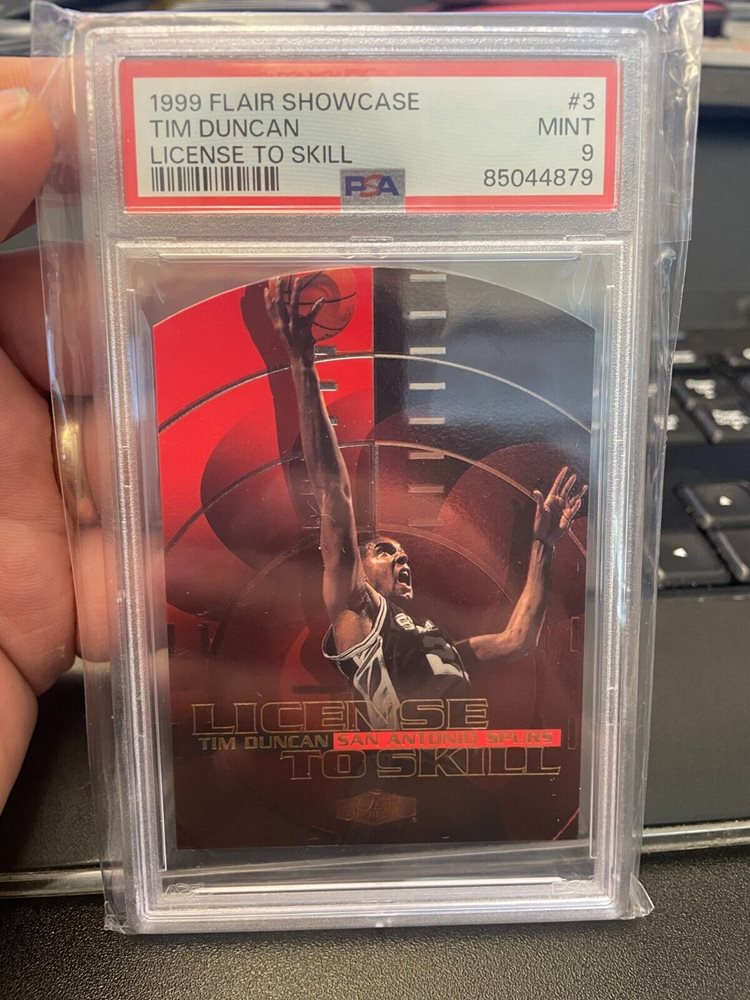 1999 FLAIR SHOWCASE #3
TIM DUNCAN MINT
LICENSE TO SKILL 9
PSA 85044879
LICENSE
TIM DUNCAN SAN ANTONIO SPURS
TO SKILL